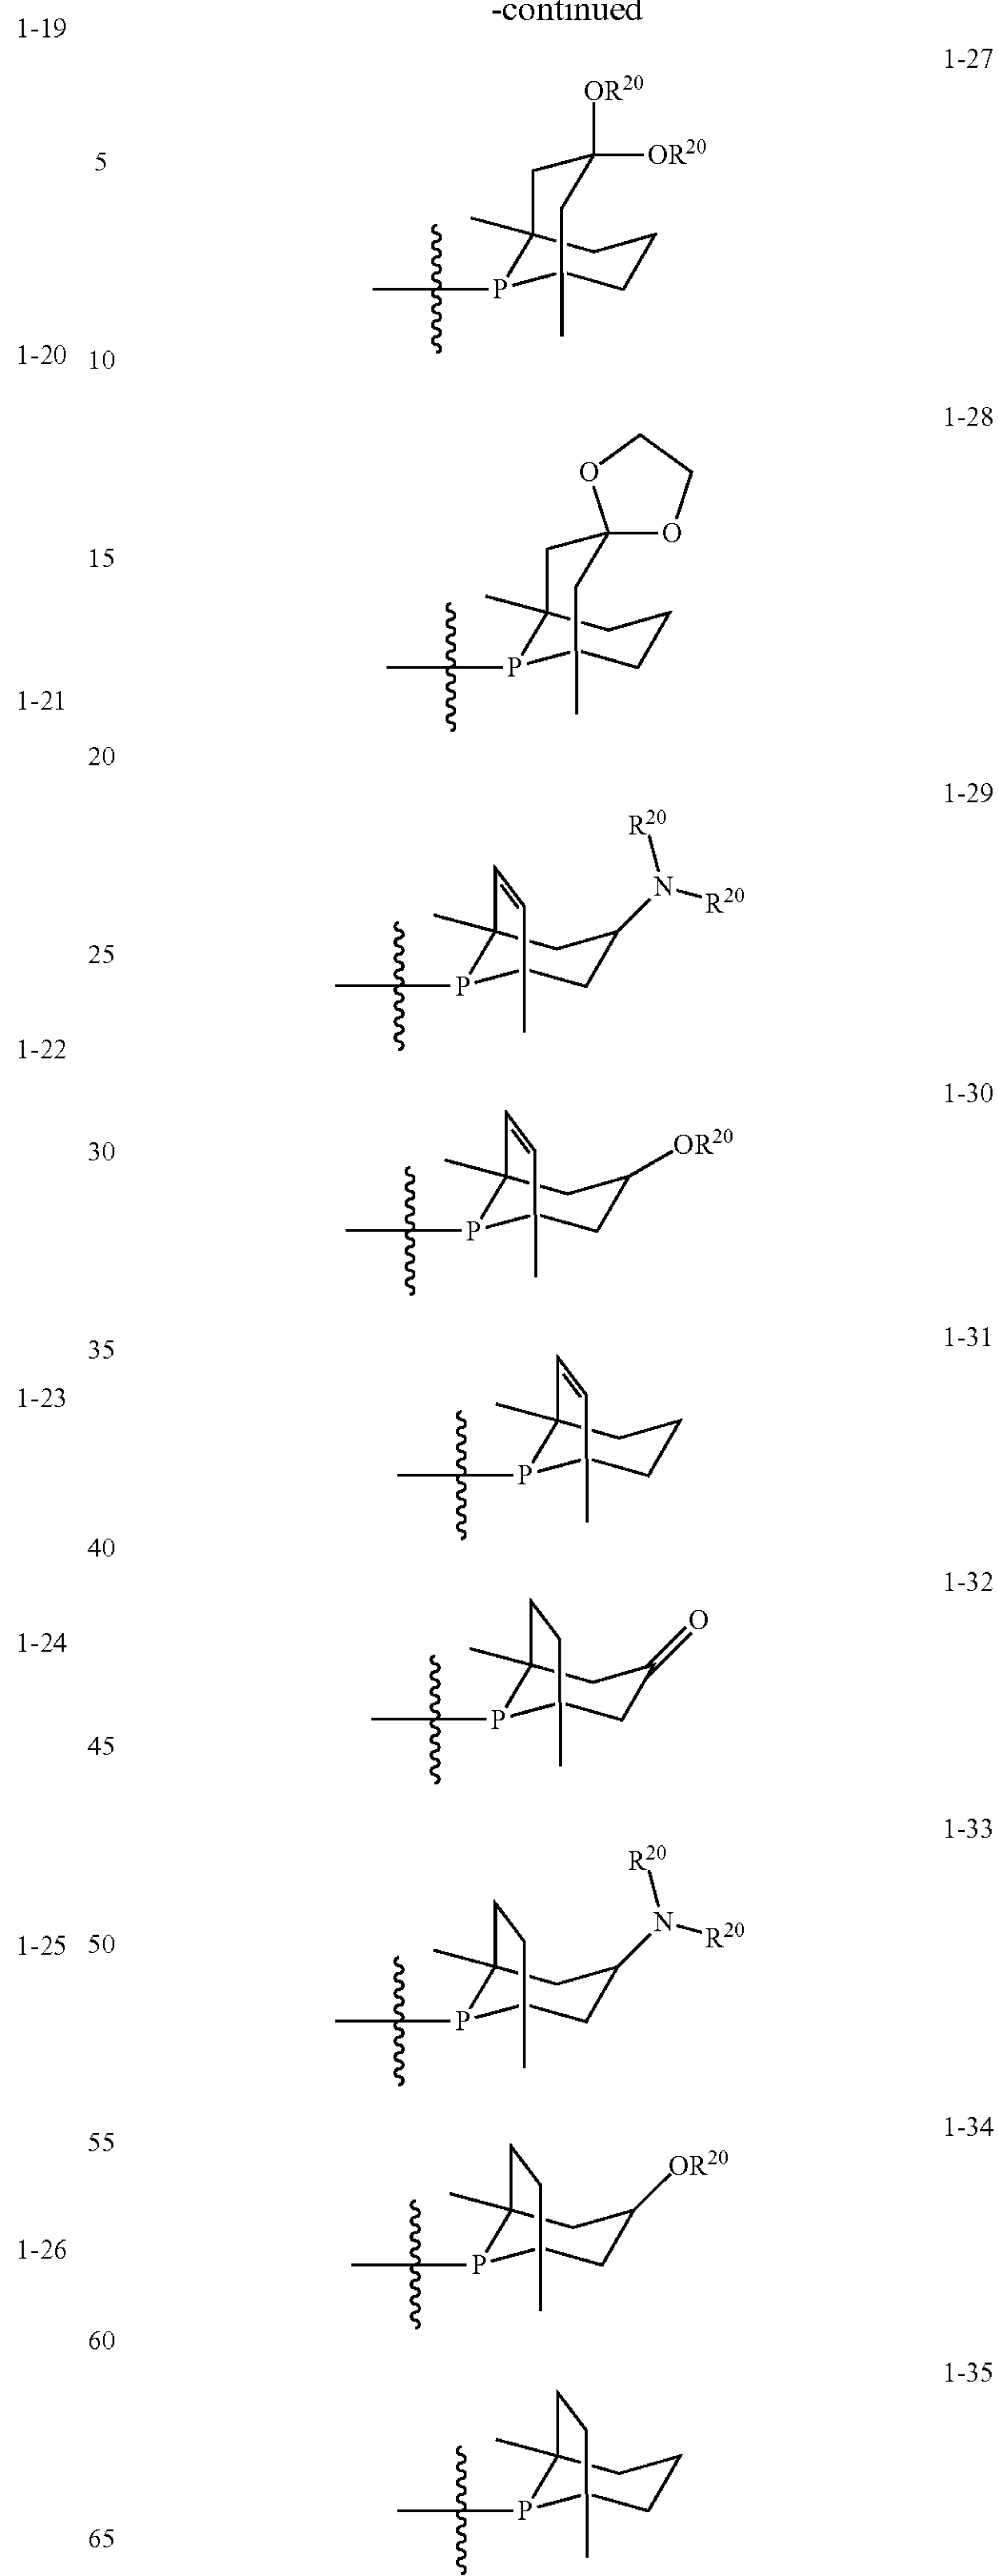 -continued
1-19
1-27
OR20
OR20
5
P
1-20
10
1-28
O
O
15
P
1-21
20
1-29
R20
N
R20
25
P
1-22
1-30
OR20
30
P
1-31
35
1-23
P
40
1-32
O
1-24
P
45
1-33
R20
N
R20
1-25
50
P
1-34
55
OR20
1-26
P
60
1-35
P
65